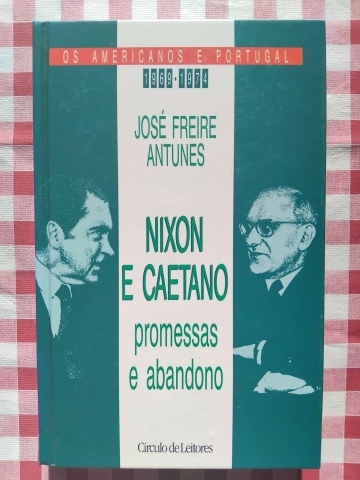 OS AMERICANOS E PORTUGAL
1969·1974
JOSÉ FREIRE
ANTUNES
NIXON
E CAETANO
promessas
e abandono
Círculo de Leitores